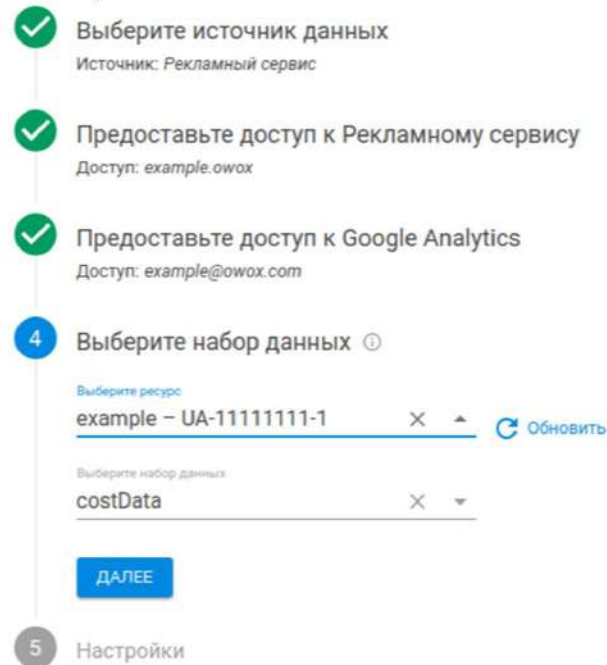 Выберите источник данных
Источник: Рекламный сервис
Предоставьте доступ к Рекламному сервису
Доступ: example.owox
Предоставьте доступ к Google Analytics
Доступ: example@owox.com
4 Выберите набор данных
Выберите ресурс
example – UA-11111111-1
Обновить
Выберите набор данных
costData
ДАЛЕЕ
5 Настройки